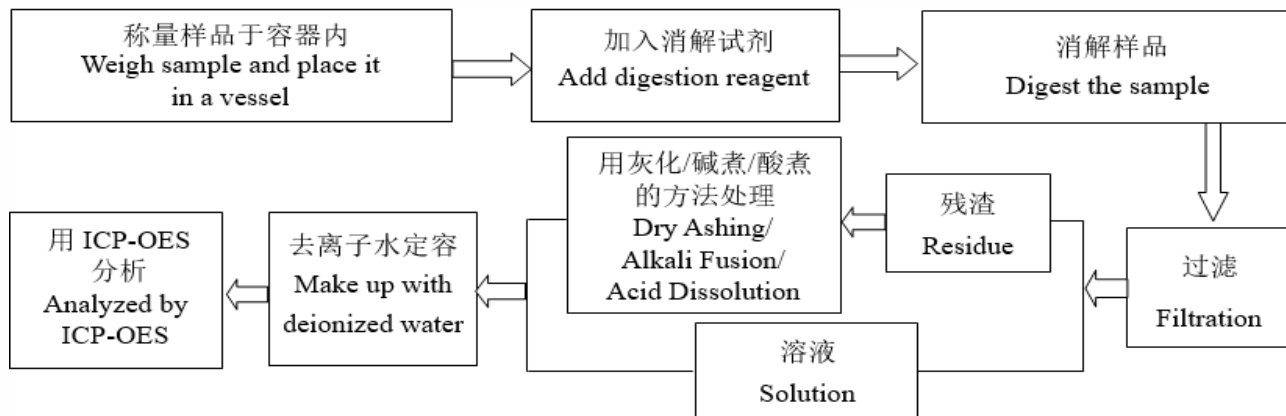 称量样品于容器内
Weigh sample and place it
in a vessel
加入消解试剂
Add digestion reagent
消解样品
Digest the sample
过滤
Filtration
残渣
Residue
用灰化/碱煮/酸煮
的方法处理
Dry Ashing/
Alkali Fusion/
Acid Dissolution
溶液
Solution
去离子水定容
Make up with
deionized water
用 ICP-OES
分析
Analyzed by
ICP-OES